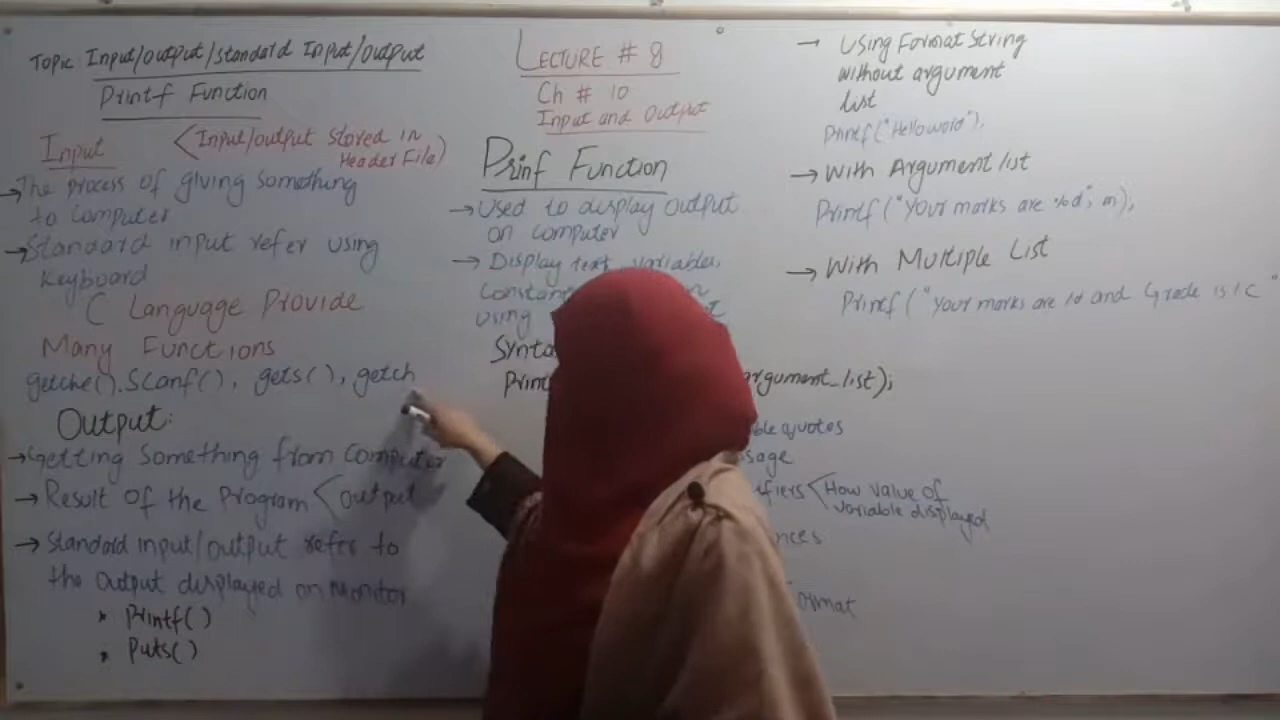 TOPIC: Input/output/standard Input/output
Printf Function
Input
<Input/output stored in
Header File)
→The process of giving something
to computer
→Standard input refer using
Keyboard
C Language Provide
Many Functions
getche().Scanf(), gets(), getch
Output:
→Getting Something from Computer
→ Result of the Program <output
→ Standard input/output refer to
the output displayed on Monitor
* Printf()
* Puts()
LECTURE # 8
Ch # 10
Input and Output
Prinf Function
→Used to display output
on computer
→ Display text, variables,
using
argument_list);
quotes
<How value of
variable displayed
→ Using Format String
without argument
list
Printf("Helloword"),
→ With Argument list
Printf ("Your marks are %d", m),
→ With Multiple List
Printf ("Your marks are %d and Grade is %c "